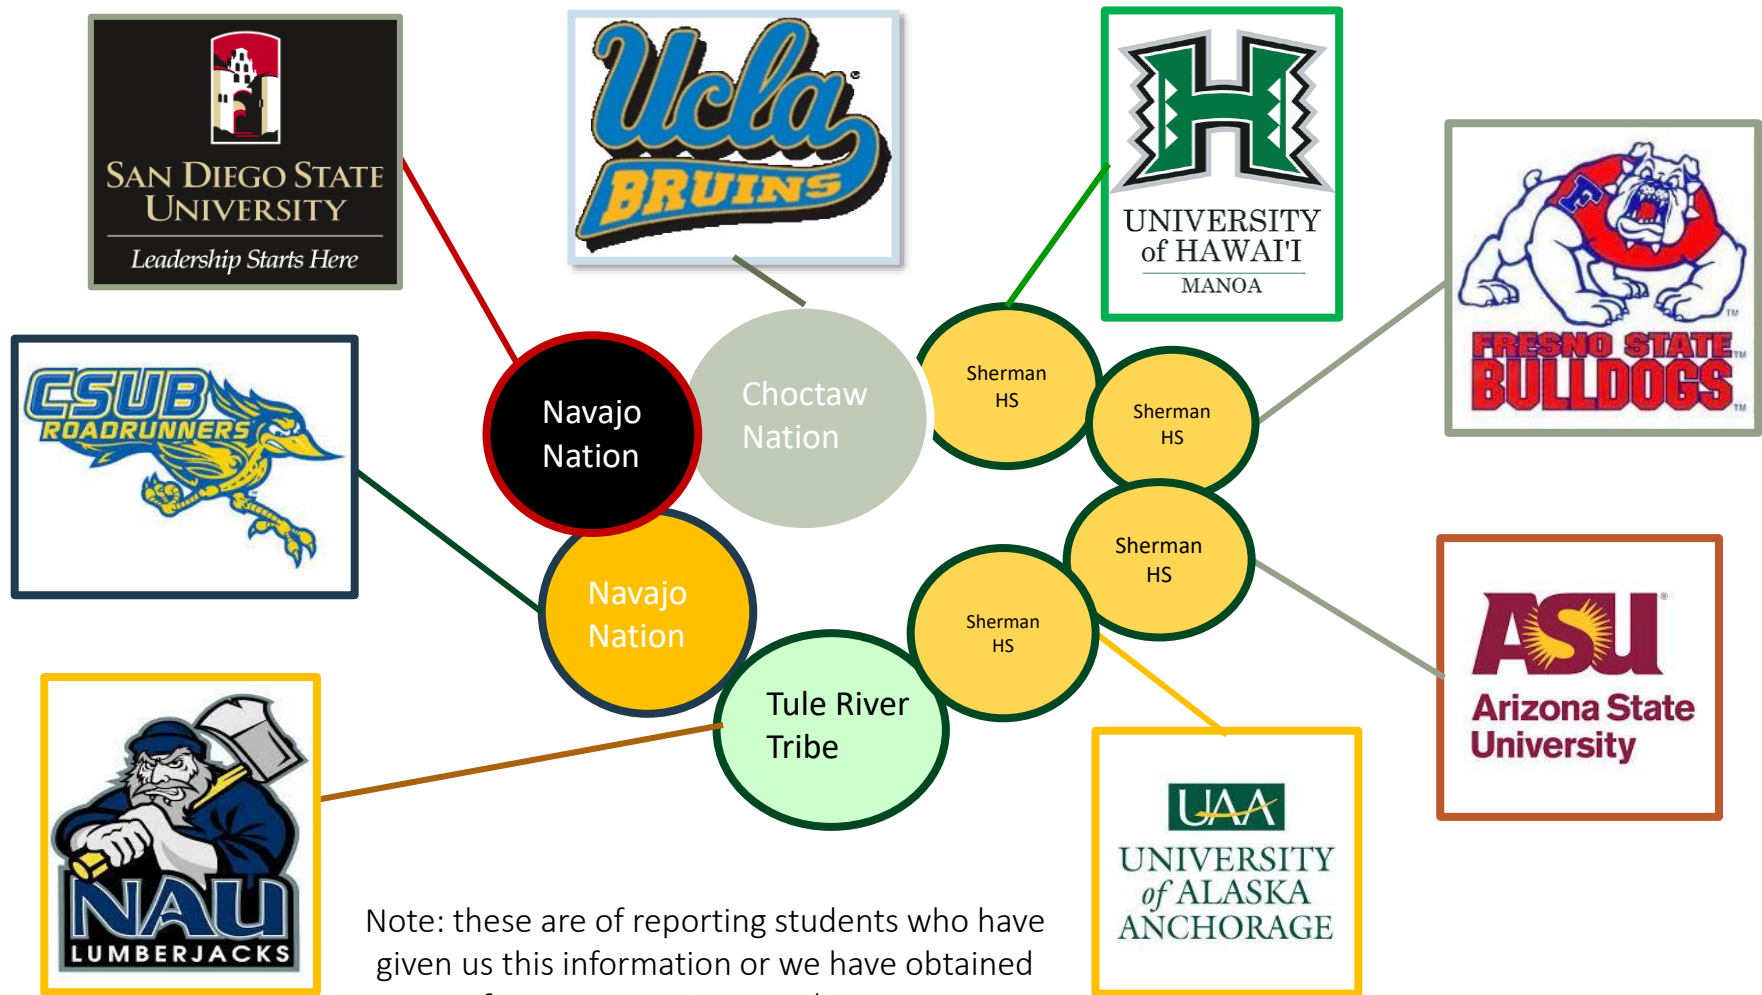 SAN DIEGO STATE
UNIVERSITY
Leadership Starts Here
Ucla
BRUINS
UNIVERSITY
of HAWAI'I
MANOA
F
FRESNO STATE
BULLDOGS
CSUB
ROADRUNNERS
Navajo
Nation
Choctaw
Nation
Sherman
HS
Sherman
HS
Sherman
HS
Sherman
HS
Navajo
Nation
Tule River
Tribe
ASU
Arizona State
University
NAU
LUMBERJACKS
UAA
UNIVERSITY
of ALASKA
ANCHORAGE
Note: these are of reporting students who have
given us this information or we have obtained